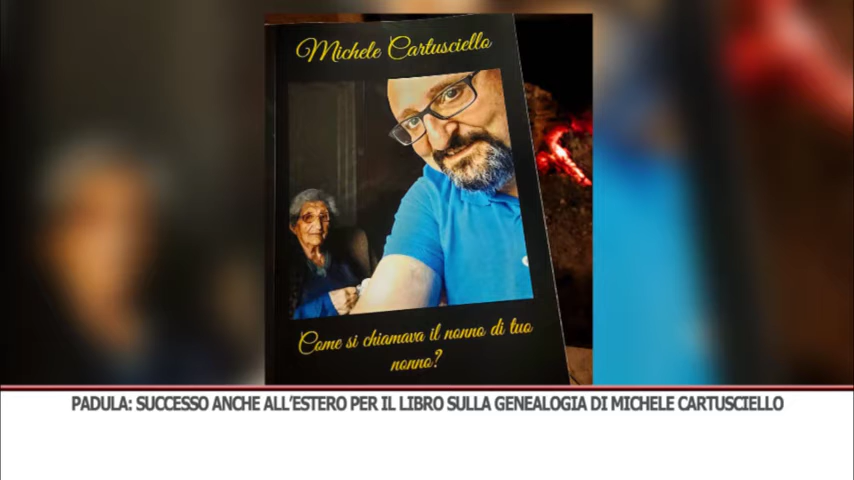 Michele Cartusciello
Come si chiamava il nonno di tuo
nonno?
PADULA: SUCCESSO ANCHE ALL'ESTERO PER IL LIBRO SULLA GENEALOGIA DI MICHELE CARTUSCIELLO